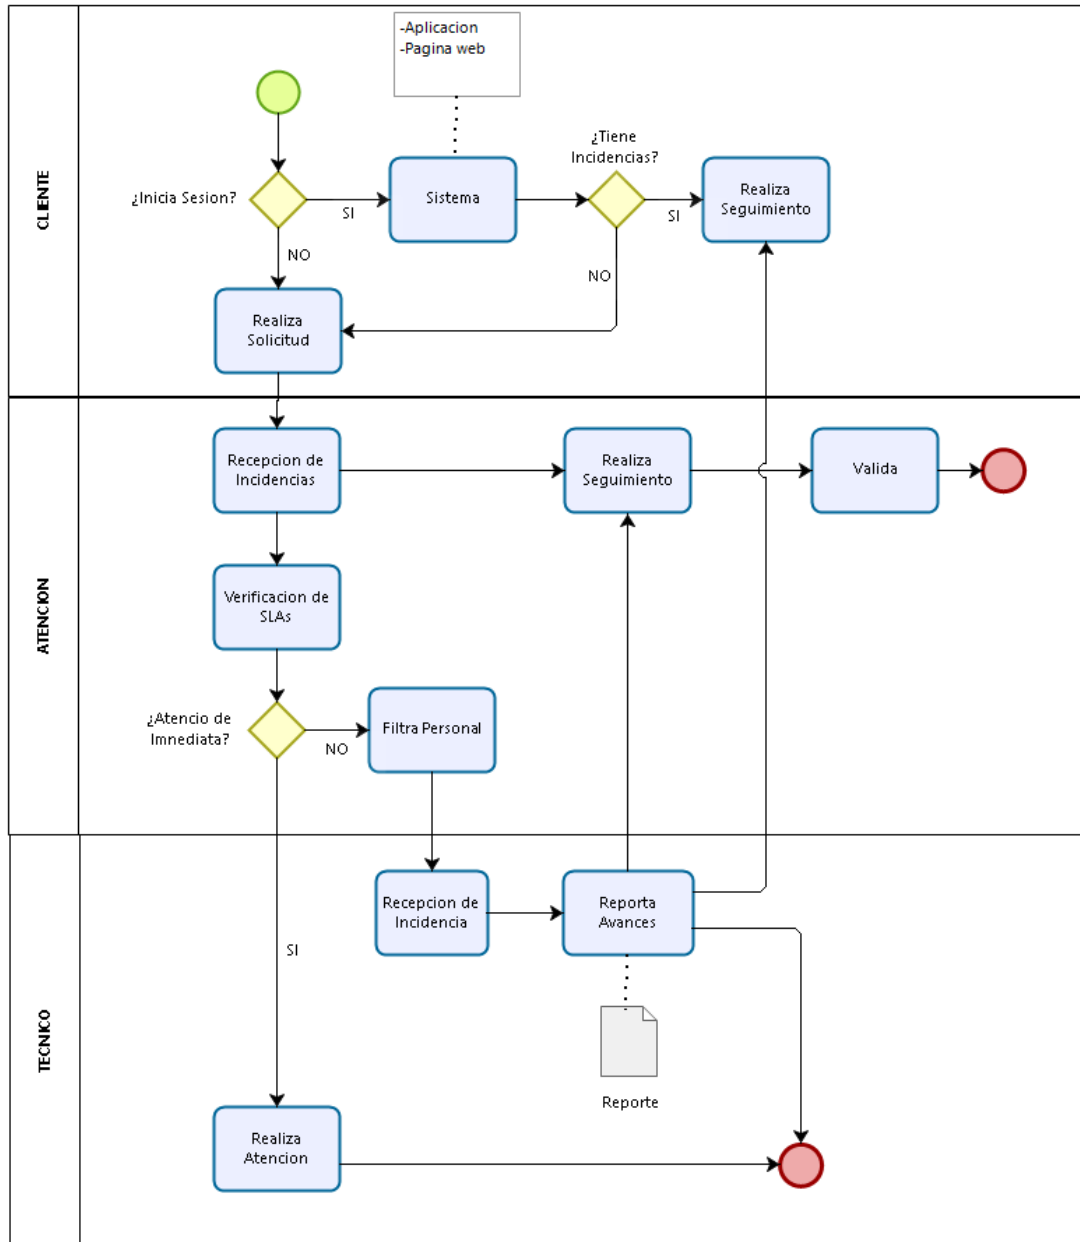 CLIENTE
-Aplicacion
-Pagina web
¿Inicia Sesion?
SI
Sistema
¿Tiene
Incidencias?
SI
Realiza
Seguimiento
NO
NO
Realiza
Solicitud
ATENCION
Recepcion de
Incidencias
Realiza
Seguimiento
Valida
Verificacion de
SLAs
¿Atencio de
Imnediata?
NO
Filtra Personal
TECNICO
SI
Recepcion de
Incidencia
Reporta
Avances
Reporte
Realiza
Atencion